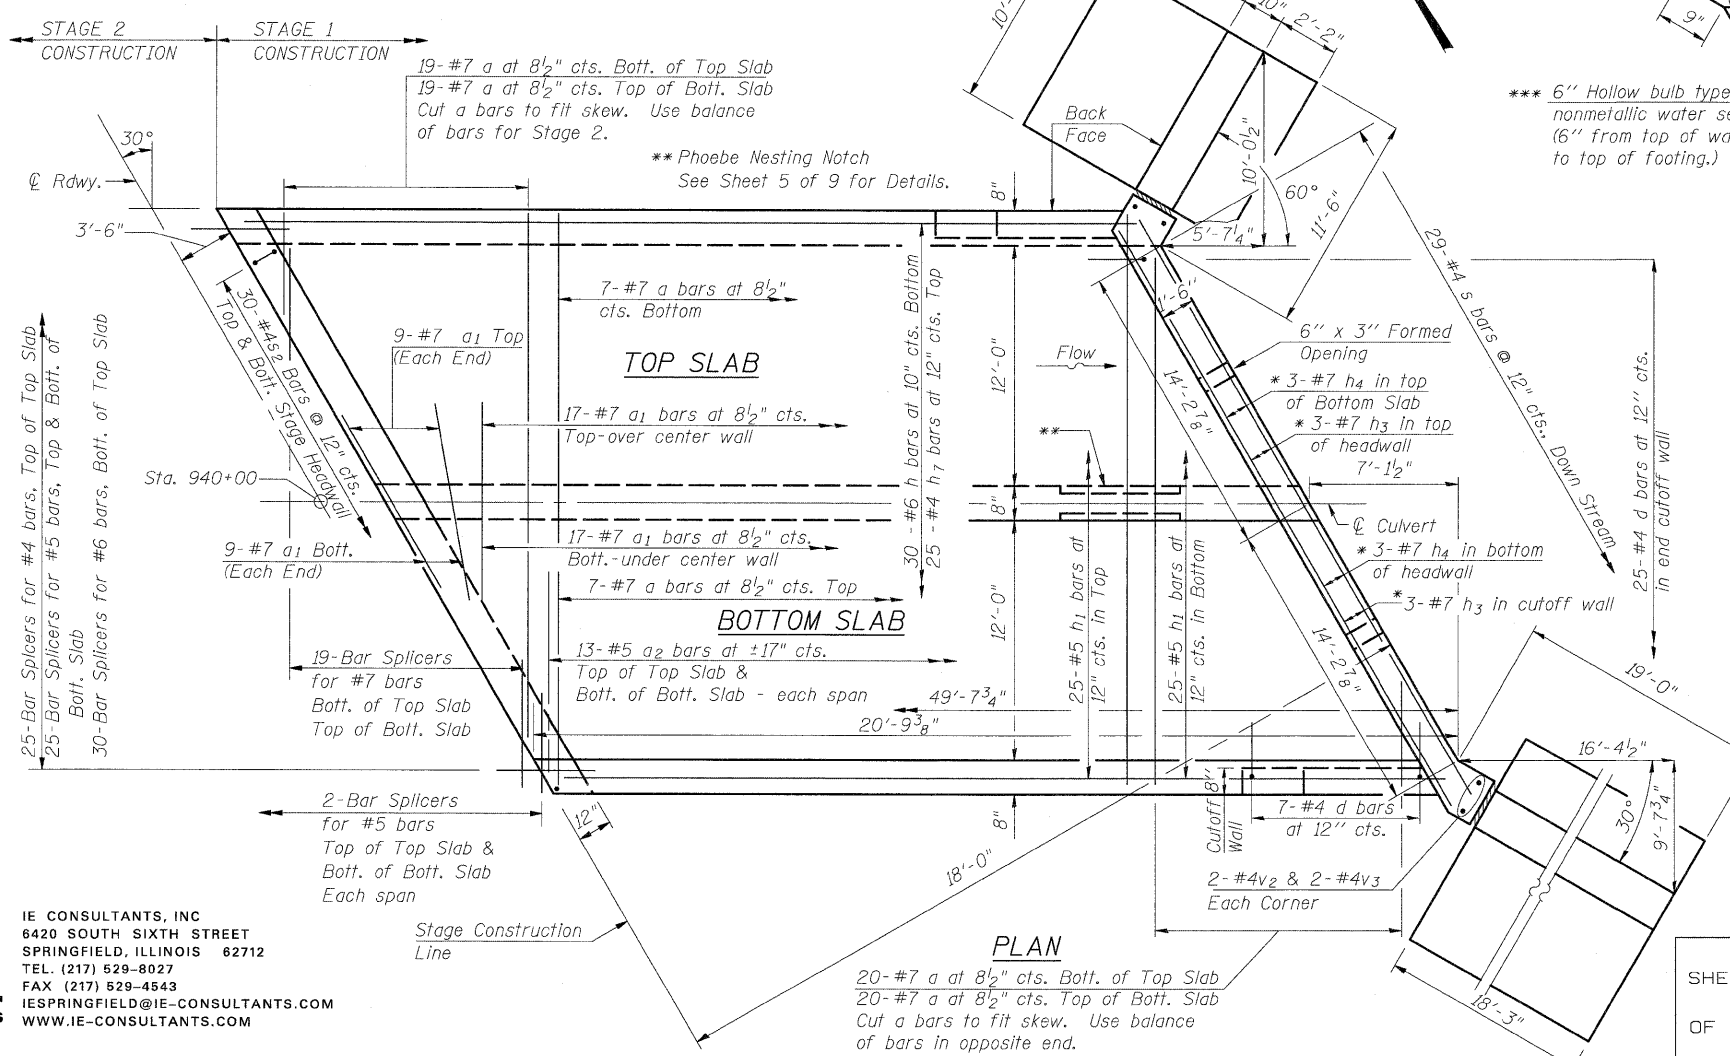 STAGE 2
CONSTRUCTION
STAGE 1
CONSTRUCTION
19-#7 a at 8½" cts. Bott. of Top Slab
19-#7 a at 8½" cts. Top of Bott. Slab
Cut a bars to fit skew. Use balance
of bars for Stage 2.
** Phoebe Nesting Notch
See Sheet 5 of 9 for Details.
Back
Face
10"
2'-2"
9"
*** 6" Hollow bulb type
nonmetallic water
(6" from top of
to top of footing.)
30°
℄ Rdwy.
3'-6"
8"
10'-0½"
60°
5'-7¼"
11'-6"
29-#4 s bars @ 12" cts., Down Stream
30-#4s2 Bars @ 12" cts.
Top & Bott. Stage Headwall
7-#7 a bars at 8½"
cts. Bottom
9-#7 a1 Top
(Each End)
TOP SLAB
17-#7 a1 bars at 8½" cts.
Top-over center wall
30-#6 h bars at 10" cts. Bottom
25-#4 h7 bars at 12" cts. Top
12'-0"
Flow
1'-6"
6" x 3" Formed
Opening
* 3-#7 h4 in top
of Bottom Slab
* 3-#7 h3 in top
of headwall
7'-1½"
14'-2⅞"
**
Sta. 940+00
8"
℄ Culvert
25-Bar Splicers for #4 bars, Top of Top Slab
25-Bar Splicers for #5 bars, Top & Bott. of
Bott. Slab
30-Bar Splicers for #6 bars, Bott. of Top Slab
9-#7 a1 Bott.
(Each End)
17-#7 a1 bars at 8½" cts.
Bott.-under center wall
7-#7 a bars at 8½" cts. Top
BOTTOM SLAB
13-#5 a2 bars at ±17" cts.
Top of Top Slab &
Bott. of Bott. Slab - each span
12'-0"
25-#5 h1 bars at
12" cts. in Top
25-#5 h1 bars at
12" cts. in Bottom
* 3-#7 h4 in bottom
of headwall
* 3-#7 h3 in cutoff wall
25-#4 d bars at 12" cts.
in end cutoff wall
14'-2⅞"
19-Bar Splicers
for #7 bars
Bott. of Top Slab
Top of Bott. Slab
49'-7¾"
20'-9⅜"
19'-0"
16'-4½"
30°
9'-7¾"
2-Bar Splicers
for #5 bars
Top of Top Slab &
Bott. of Bott. Slab
Each span
12"
8"
Cutoff 8"
Wall
7-#4 d bars
at 12" cts.
18'-0"
2-#4v2 & 2-#4v3
Each Corner
Stage Construction
Line
PLAN
20-#7 a at 8½" cts. Bott. of Top Slab
20-#7 a at 8½" cts. Top of Bott. Slab
Cut a bars to fit skew. Use balance
of bars in opposite end.
18'-3"
IE CONSULTANTS, INC
6420 SOUTH SIXTH STREET
SPRINGFIELD, ILLINOIS 62712
TEL. (217) 529-8027
FAX (217) 529-4543
IESPRINGFIELD@IE-CONSULTANTS.COM
WWW.IE-CONSULTANTS.COM
SHE
OF